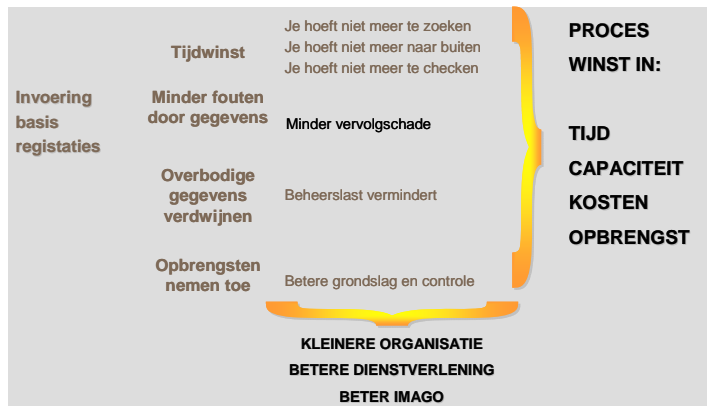 Invoering
basis
registaties
Tijdwinst
Je hoeft niet meer te zoeken
Je hoeft niet meer naar buiten
Je hoeft niet meer te checken
Minder fouten
door gegevens
Minder vervolgschade
Overbodige
gegevens
verdwijnen
Beheerslast vermindert
Opbrengsten
nemen toe
Betere grondslag en controle
PROCES
WINST IN:
TIJD
CAPACITEIT
KOSTEN
OPBRENGST
KLEINERE ORGANISATIE
BETERE DIENSTVERLENING
BETER IMAGO